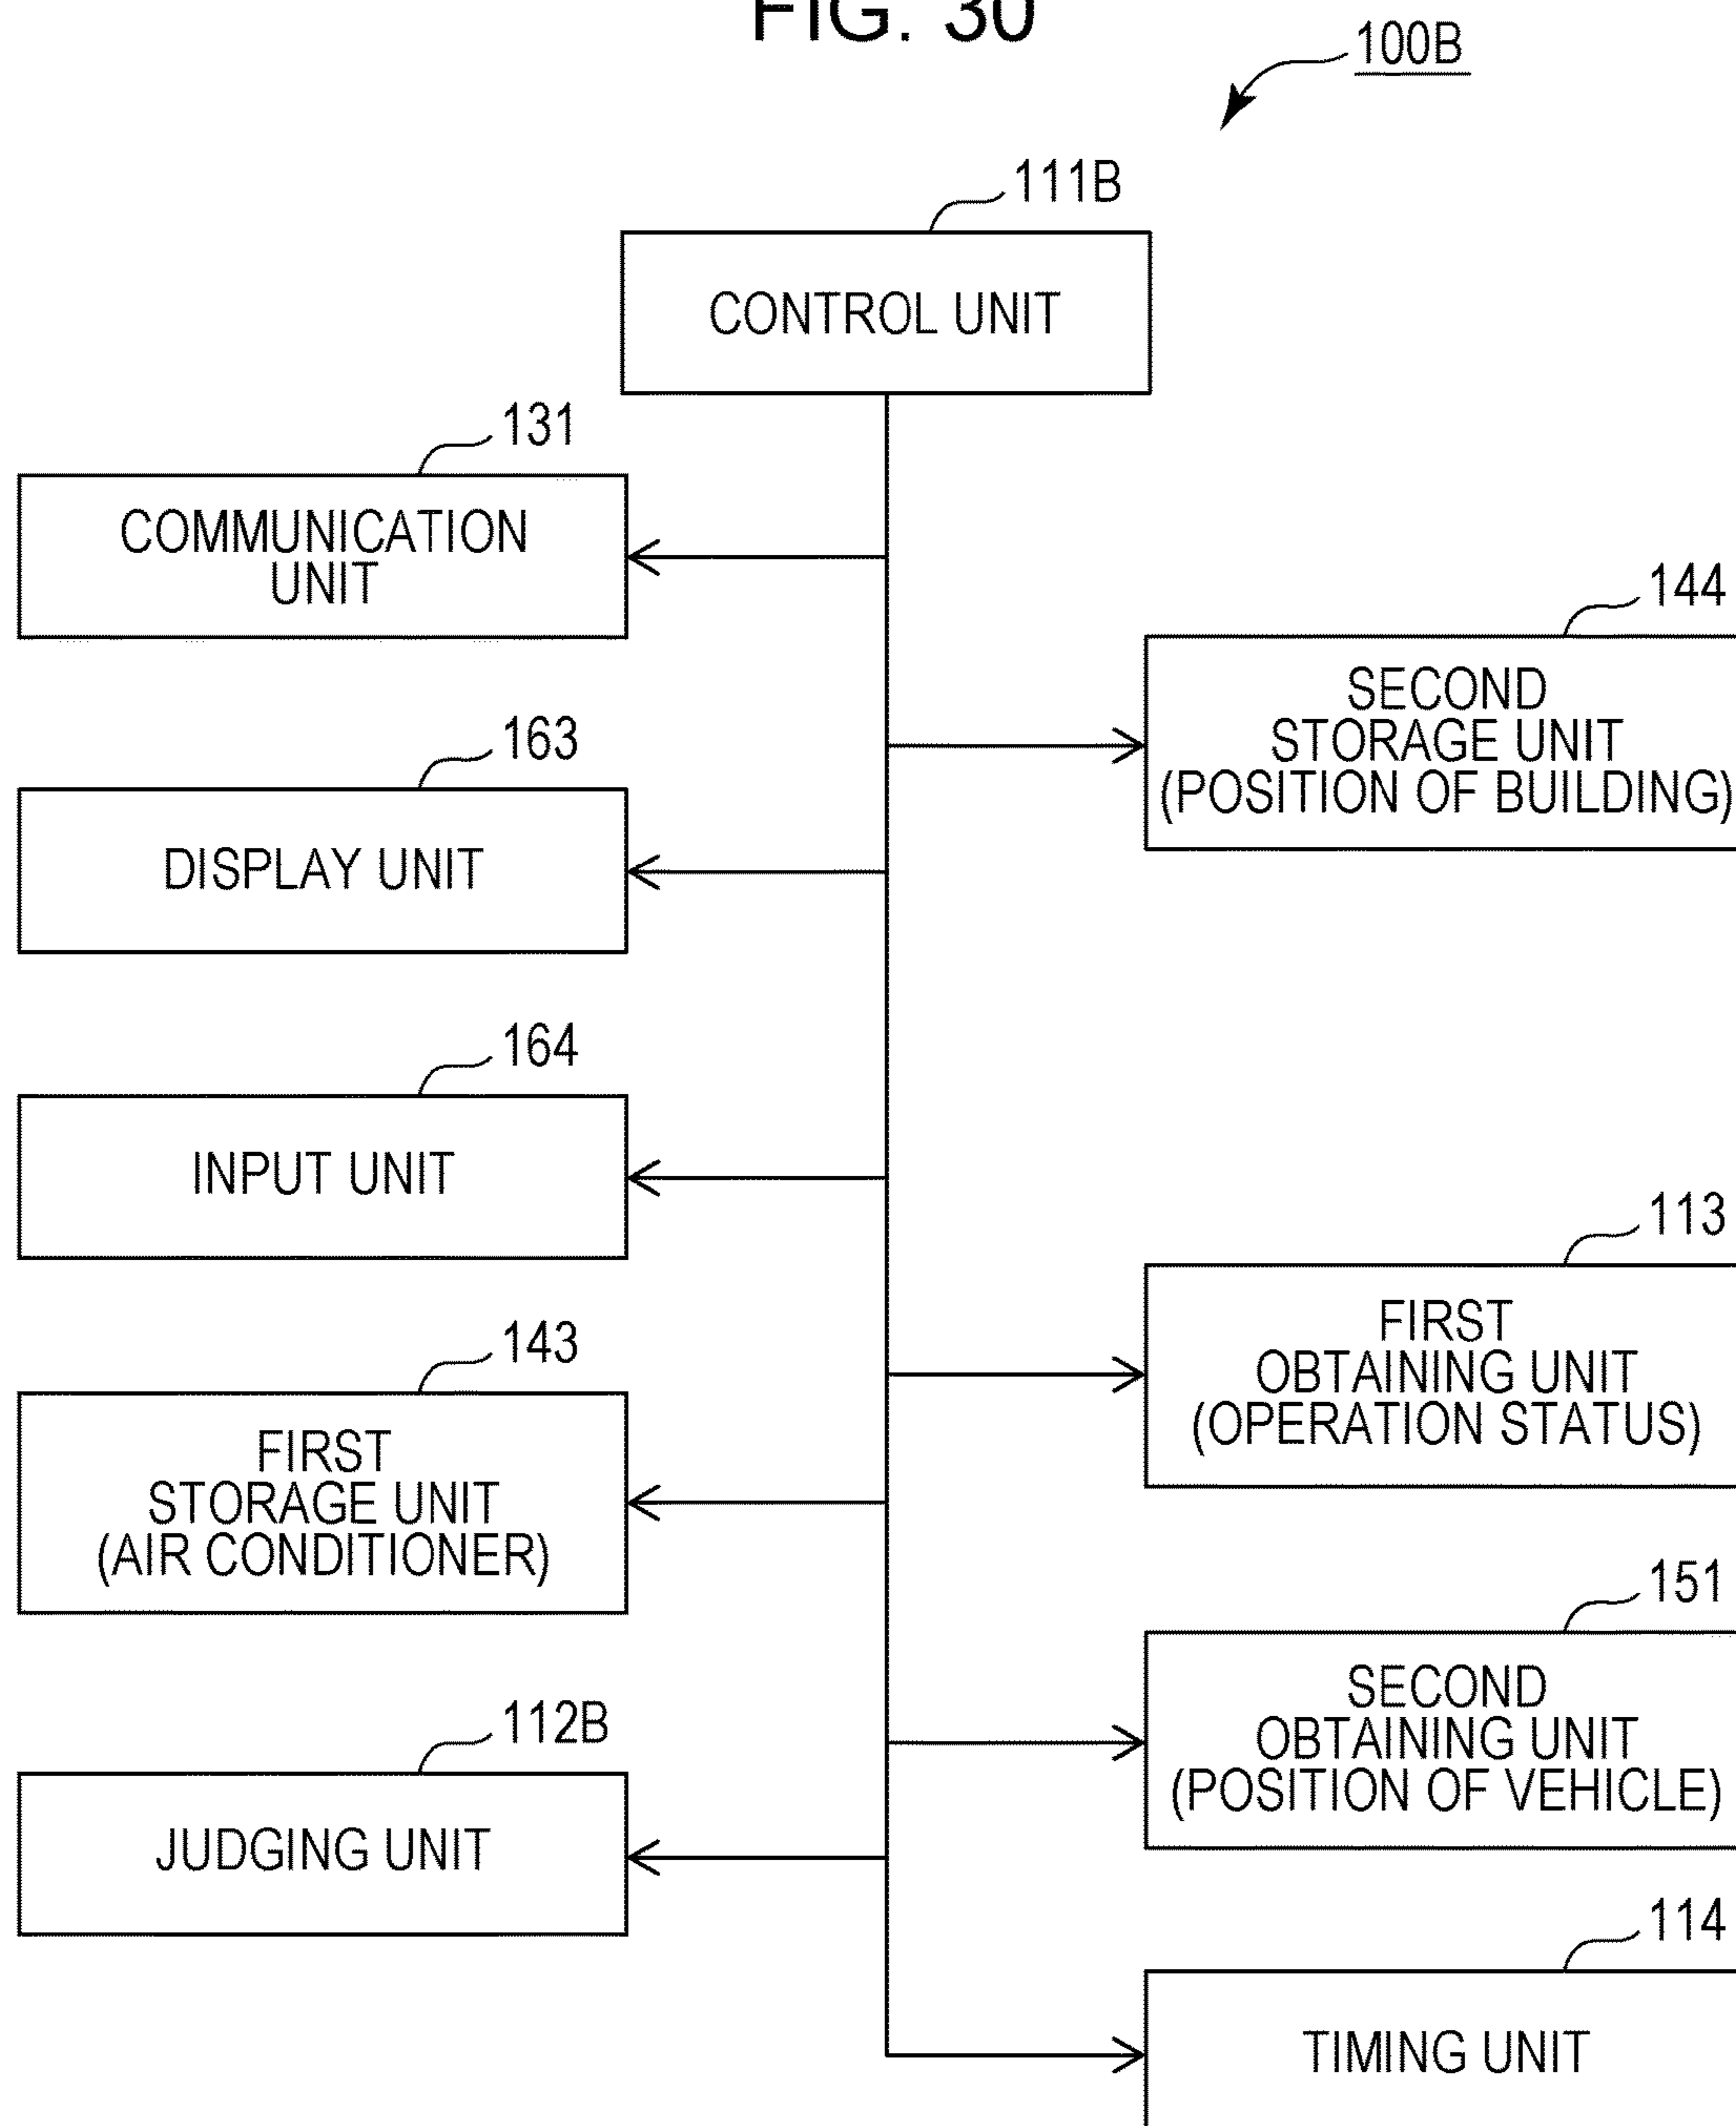 FIG. 30
100B
111B
CONTROL UNIT
131
COMMUNICATION
UNIT
144
SECOND
STORAGE UNIT
(POSITION OF BUILDING)
163
DISPLAY UNIT
164
INPUT UNIT
113
FIRST
OBTAINING UNIT
(OPERATION STATUS)
143
FIRST
STORAGE UNIT
(AIR CONDITIONER)
151
SECOND
OBTAINING UNIT
(POSITION OF VEHICLE)
112B
JUDGING UNIT
114
TIMING UNIT